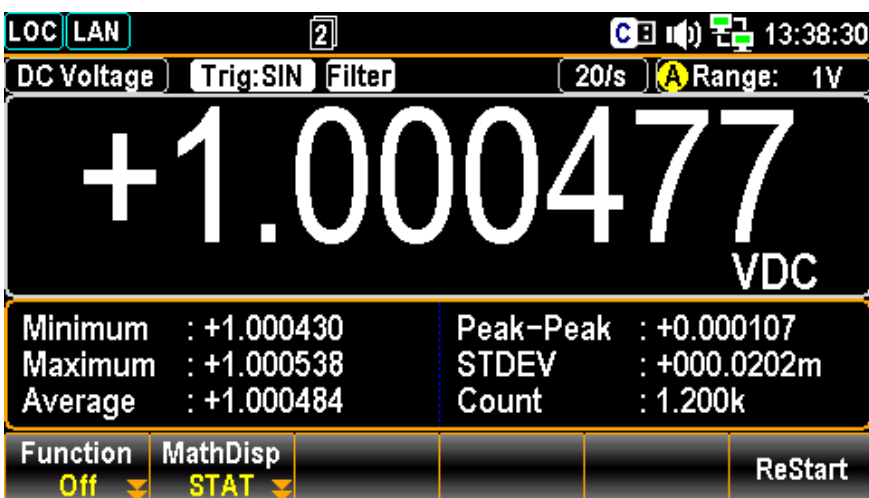 LOC LAN 2 C 13:38:30
DC Voltage Trig:SIN Filter 20/s A Range: 1V
+1.000477
VDC
Minimum : +1.000430 Peak-Peak : +0.000107
Maximum : +1.000538 STDEV : +000.0202m
Average : +1.000484 Count : 1.200k
Function MathDisp ReStart
Off STAT